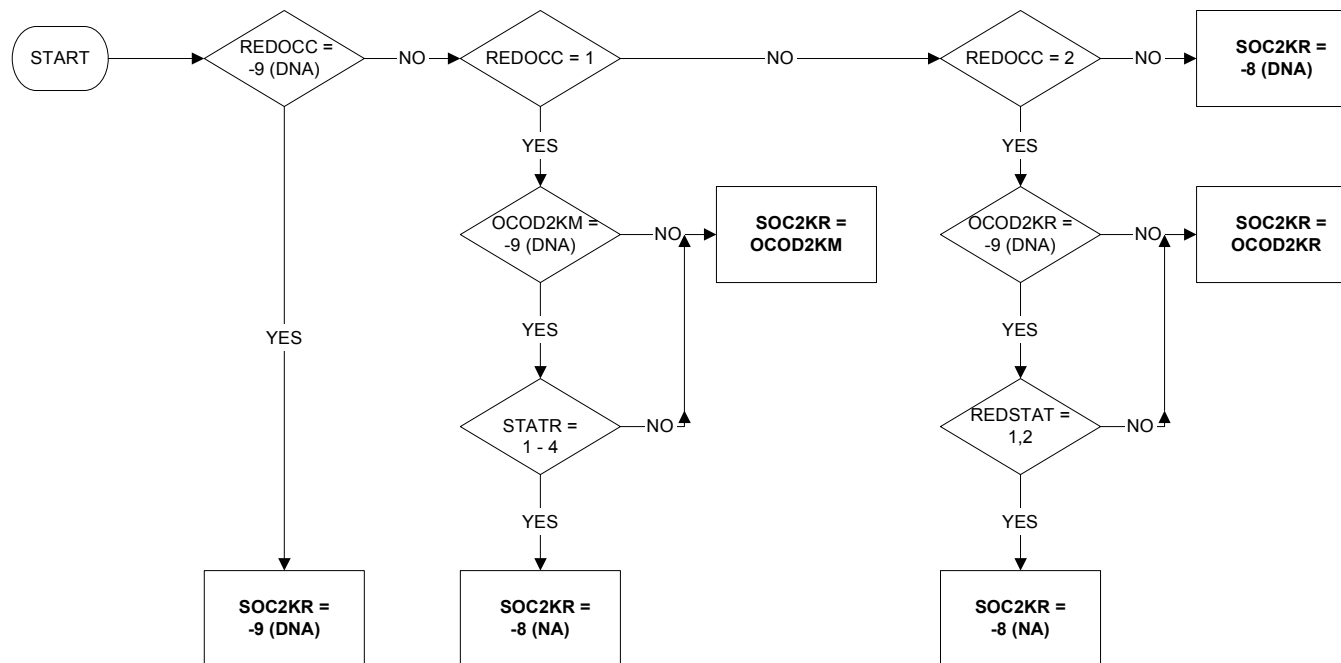 START
REDOCC =
-9 (DNA)
NO
REDOCC = 1
NO
REDOCC = 2
NO
SOC2KR =
-8 (DNA)
YES
YES
OCOD2KM =
-9 (DNA)
NO
SOC2KR =
OCOD2KM
OCOD2KR =
-9 (DNA)
NO
SOC2KR =
OCOD2KR
YES
YES
YES
STATR =
1 - 4
NO
REDSTAT =
1,2
NO
YES
YES
SOC2KR =
-9 (DNA)
SOC2KR =
-8 (NA)
SOC2KR =
-8 (NA)